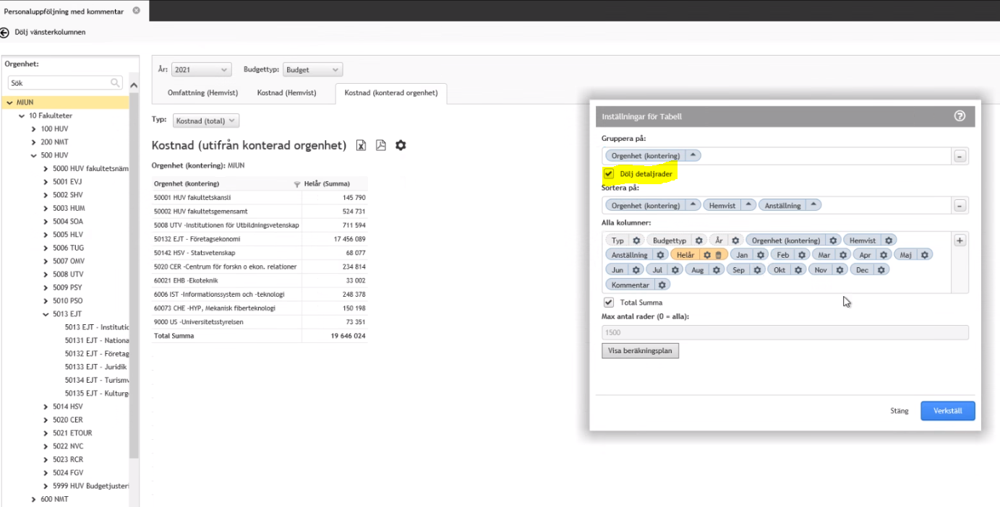 Personaluppföljning med kommentar
Dölj vänsterkolumnen
Orgenhet:
Sök
MIUN
10 Fakulteter
100 HUV
200 NMT
500 HUV
5000 HUV fakultetsnäm
5001 EVJ
5002 SHV
5003 HUM
5004 SOA
5005 HLV
5006 TUG
5007 OMV
5008 UTV
5009 PSY
5010 PSO
5013 EJT
5013 EJT - Institutio
50131 EJT - Nationa
50132 EJT - Företag
50133 EJT - Juridik
50134 EJT - Turismv
50135 EJT - Kulturg
5014 HSV
5020 CER
5021 ETOUR
5022 NVC
5023 RCR
5024 FGV
5999 HUV Budgetjusteri
600 NMT
År: 2021 Budgettyp: Budget
Omfattning (Hemvist) Kostnad (Hemvist) Kostnad (konterad orgenhet)
Typ: Kostnad (total)
Kostnad (utifrån konterad orgenhet)
Orgenhet (kontering): MIUN
Orgenhet (kontering) Helår (Summa)
50001 HUV fakultetskansli 145 790
50002 HUV fakultetsgemensamt 524 731
5008 UTV -Institutionen för Utbildningsvetenskap 711 594
50132 EJT - Företagsekonomi 17 456 089
50142 HSV - Statsvetenskap 68 077
5020 CER -Centrum för forskn o ekon. relationer 234 814
60021 EHB -Ekoteknik 33 002
6006 IST -Informationssystem och -teknologi 248 378
60073 CHE -HYP, Mekanisk fiberteknologi 150 198
9000 US -Universitetsstyrelsen 73 351
Total Summa 19 646 024
Inställningar för Tabell ?
Gruppera på:
Orgenhet (kontering)
Dölj detaljrader
Sortera på:
Orgenhet (kontering) Hemvist Anställning
Alla kolumner:
Typ Budgettyp År Orgenhet (kontering) Hemvist
Anställning Helår Jan Feb Mar Apr Maj
Jun Jul Aug Sep Okt Nov Dec
Kommentar
Total Summa
Max antal rader (0 = alla):
1500
Visa beräkningsplan
Stäng Verkställ